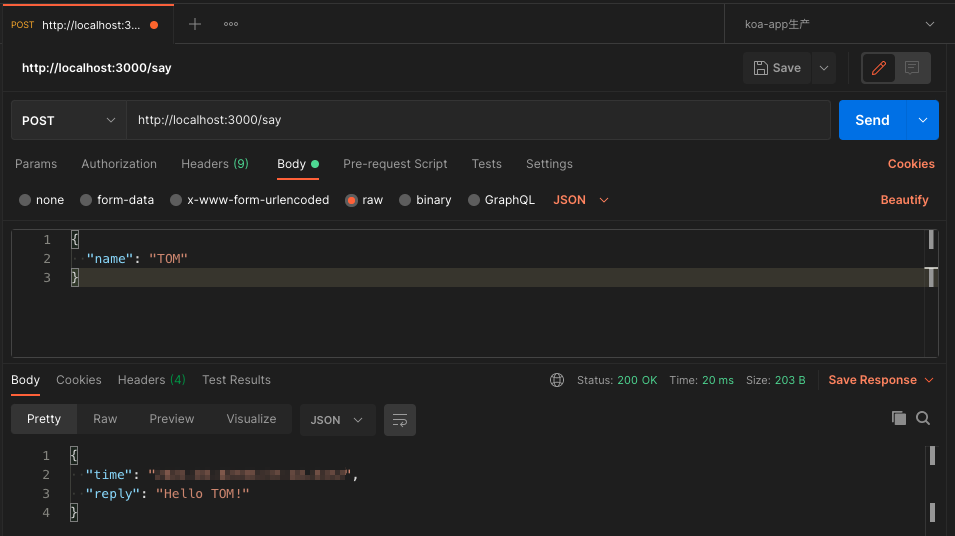 POST http://localhost:3... koa-app生产
http://localhost:3000/say Save
POST http://localhost:3000/say Send
Params Authorization Headers (9) Body Pre-request Script Tests Settings Cookies
none form-data x-www-form-urlencoded raw binary GraphQL JSON Beautify
1 {
2 "name": "TOM"
3 }
Body Cookies Headers (4) Test Results Status: 200 OK Time: 20 ms Size: 203 B Save Response
Pretty Raw Preview Visualize JSON
1 {
2 "time": "",
3 "reply": "Hello TOM!"
4 }